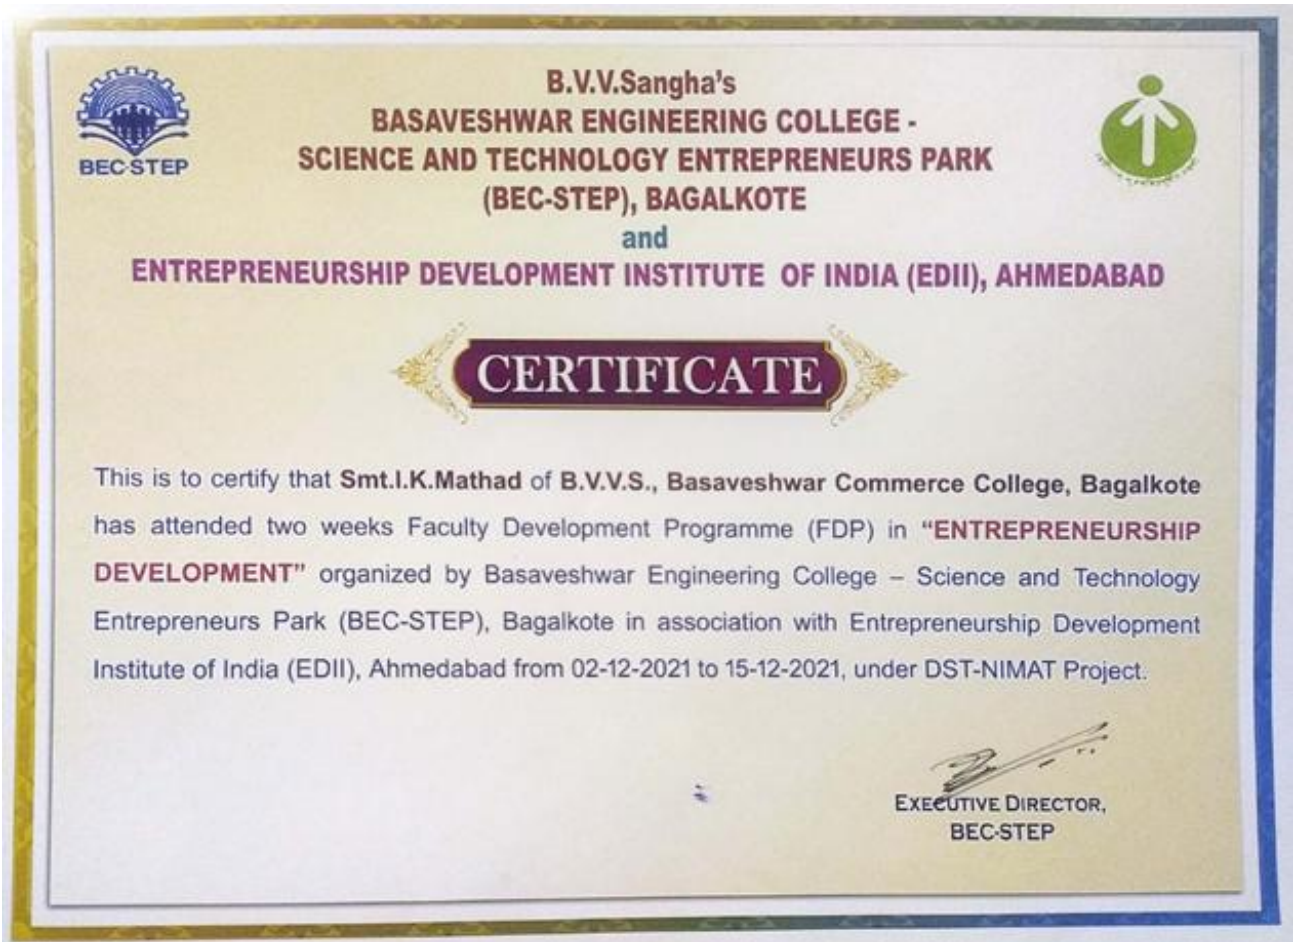 BEC-STEP
B.V.V.Sangha's
BASAVESHWAR ENGINEERING COLLEGE -
SCIENCE AND TECHNOLOGY ENTREPRENEURS PARK
(BEC-STEP), BAGALKOTE
and
ENTREPRENEURSHIP DEVELOPMENT INSTITUTE OF INDIA (EDII), AHMEDABAD
CERTIFICATE
This is to certify that Smt.I.K.Mathad of B.V.V.S., Basaveshwar Commerce College, Bagalkote
has attended two weeks Faculty Development Programme (FDP) in “ENTREPRENEURSHIP
DEVELOPMENT” organized by Basaveshwar Engineering College – Science and Technology
Entrepreneurs Park (BEC-STEP), Bagalkote in association with Entrepreneurship Development
Institute of India (EDII), Ahmedabad from 02-12-2021 to 15-12-2021, under DST-NIMAT Project.
EXECUTIVE DIRECTOR,
BEC-STEP